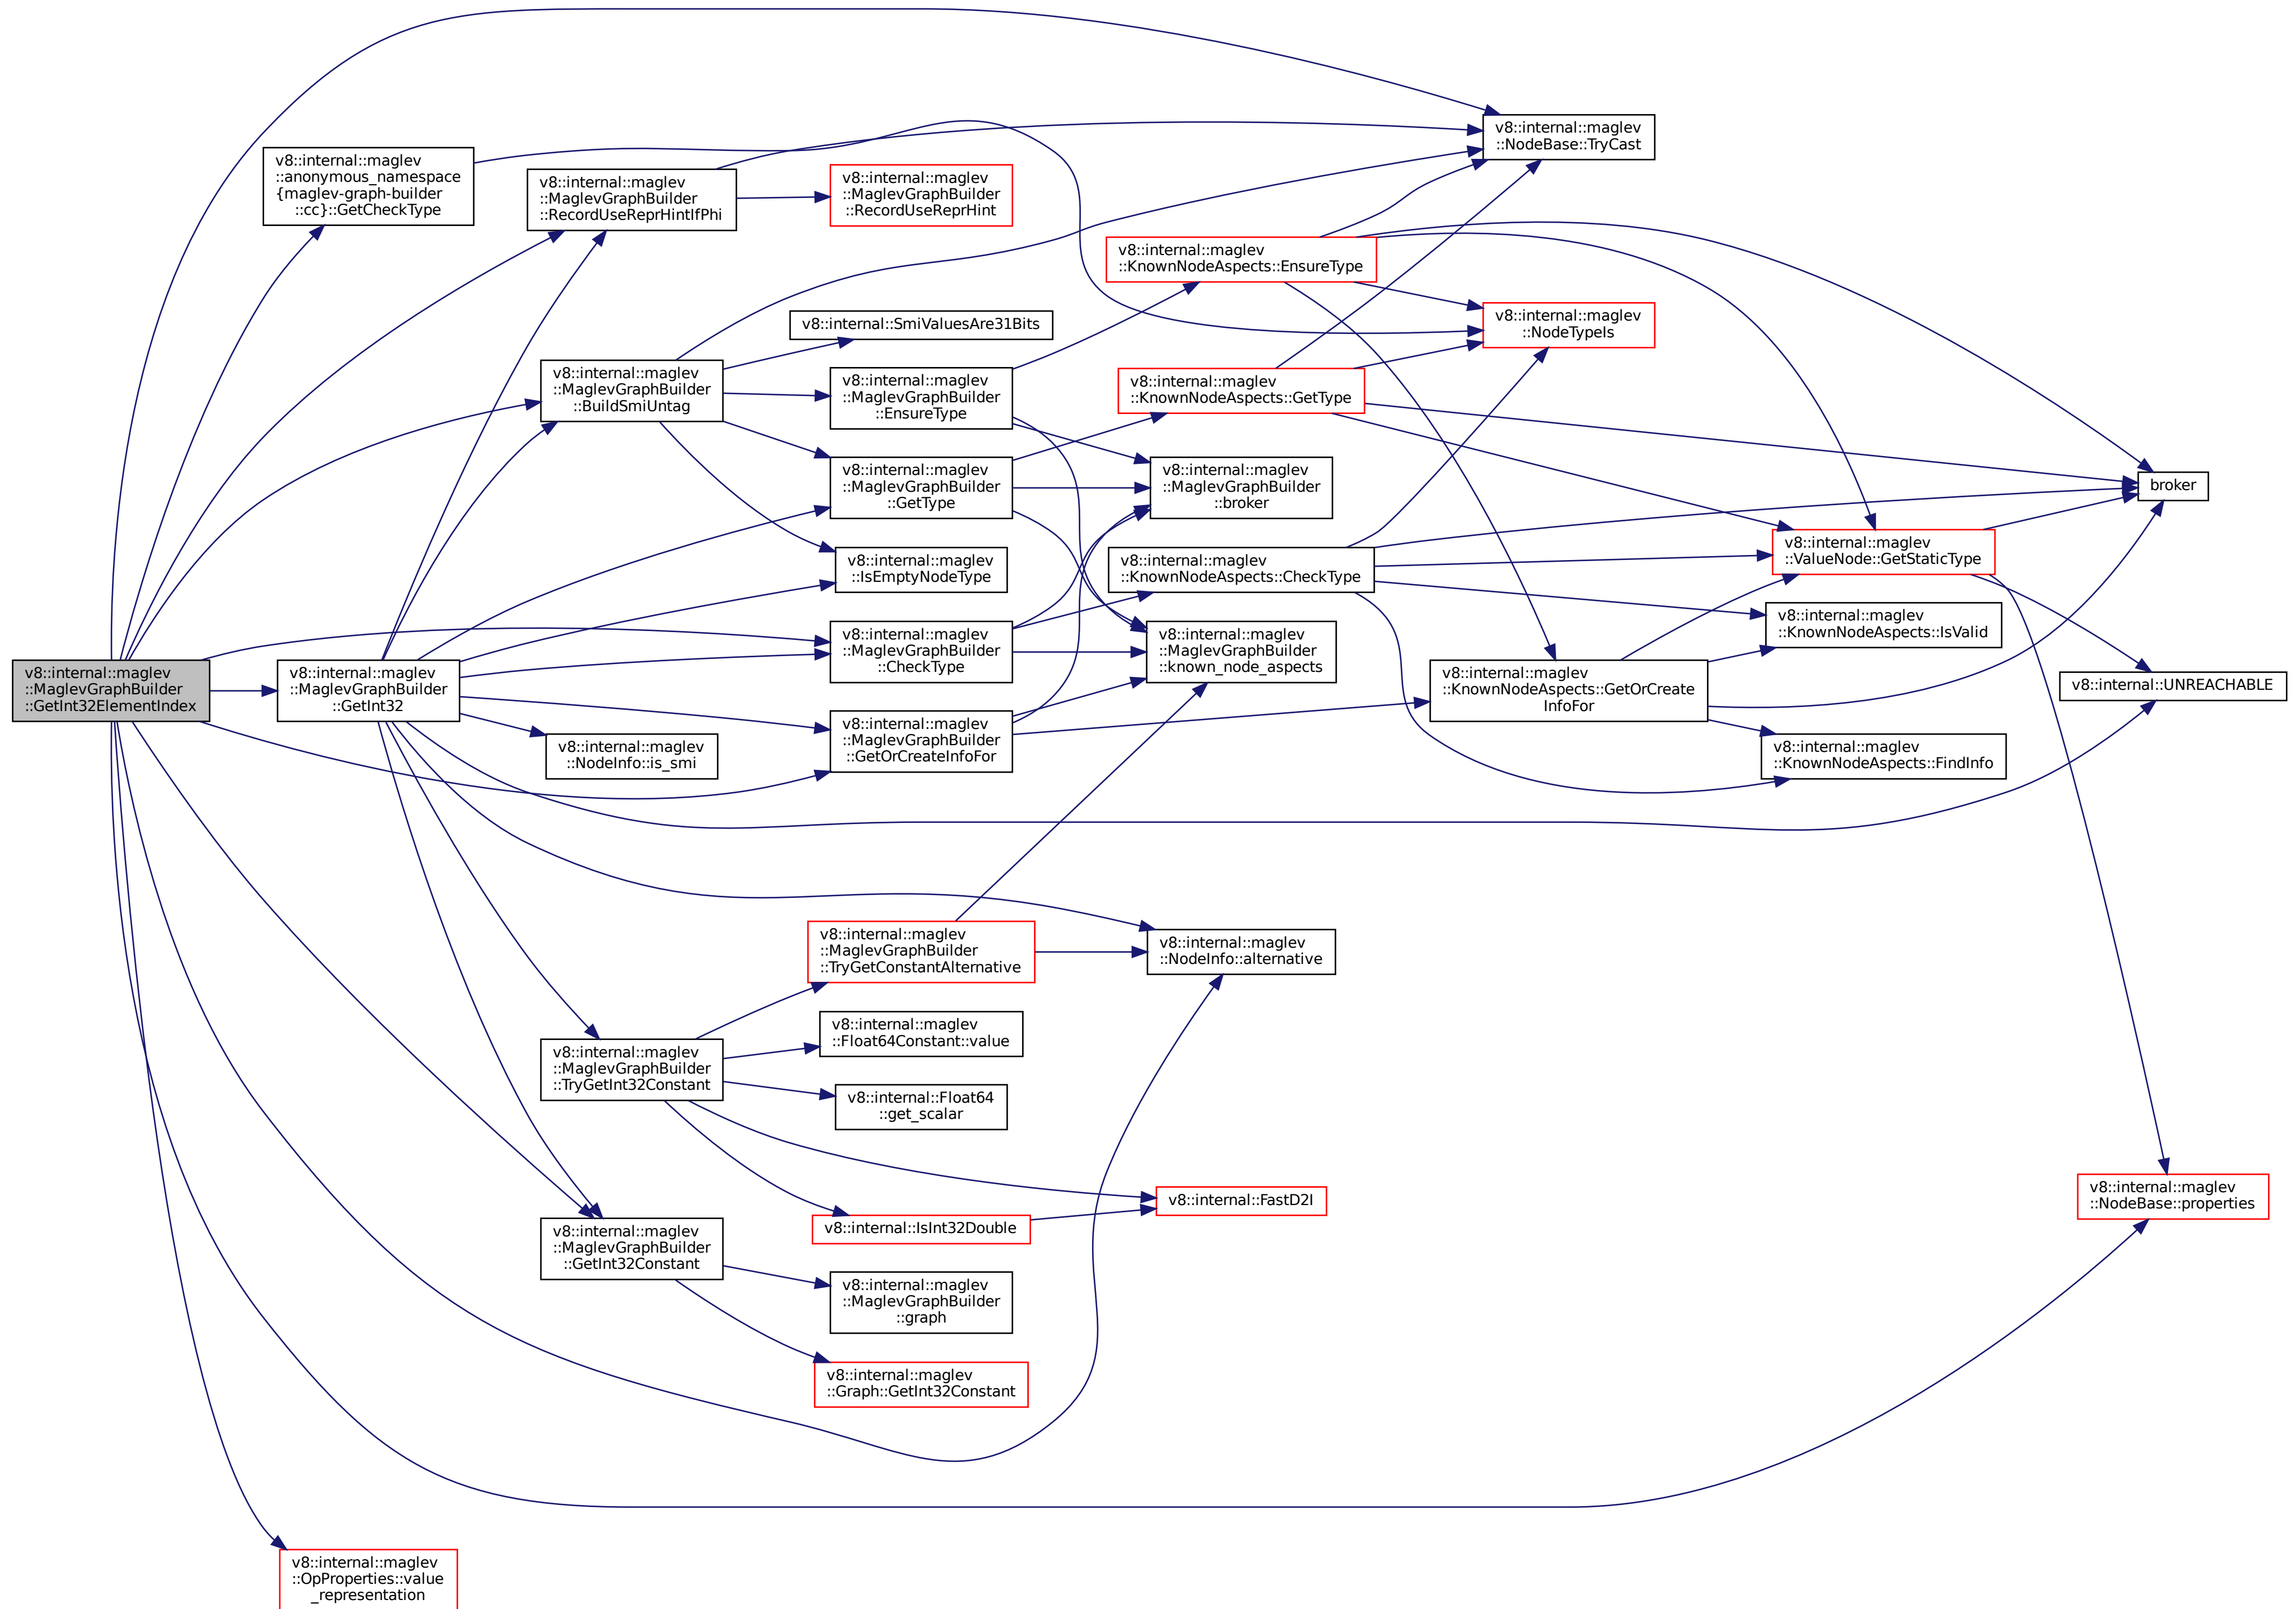 v8::internal::maglev
::NodeBase::TryCast
v8::internal::maglev
::anonymous_namespace
{maglev-graph-builder
::cc}::GetCheckType
v8::internal::maglev
::MaglevGraphBuilder
::RecordUseReprHintIfPhi
v8::internal::maglev
::MaglevGraphBuilder
::RecordUseReprHint
v8::internal::maglev
::KnownNodeAspects::EnsureType
v8::internal::maglev
::NodeTypeIs
v8::internal::SmiValuesAre31Bits
v8::internal::maglev
::MaglevGraphBuilder
::BuildSmiUntag
v8::internal::maglev
::MaglevGraphBuilder
::EnsureType
v8::internal::maglev
::KnownNodeAspects::GetType
v8::internal::maglev
::MaglevGraphBuilder
::GetType
v8::internal::maglev
::MaglevGraphBuilder
::broker
broker
v8::internal::maglev
::IsEmptyNodeType
v8::internal::maglev
::KnownNodeAspects::CheckType
v8::internal::maglev
::ValueNode::GetStaticType
v8::internal::maglev
::KnownNodeAspects::IsValid
v8::internal::maglev
::MaglevGraphBuilder
::CheckType
v8::internal::maglev
::MaglevGraphBuilder
::known_node_aspects
v8::internal::maglev
::MaglevGraphBuilder
::GetInt32ElementIndex
v8::internal::maglev
::MaglevGraphBuilder
::GetInt32
v8::internal::maglev
::KnownNodeAspects::GetOrCreate
InfoFor
v8::internal::UNREACHABLE
v8::internal::maglev
::NodeInfo::is_smi
v8::internal::maglev
::MaglevGraphBuilder
::GetOrCreateInfoFor
v8::internal::maglev
::KnownNodeAspects::FindInfo
v8::internal::maglev
::MaglevGraphBuilder
::TryGetConstantAlternative
v8::internal::maglev
::NodeInfo::alternative
v8::internal::maglev
::Float64Constant::value
v8::internal::maglev
::MaglevGraphBuilder
::TryGetInt32Constant
v8::internal::Float64
::get_scalar
v8::internal::FastD2I
v8::internal::IsInt32Double
v8::internal::maglev
::NodeBase::properties
v8::internal::maglev
::MaglevGraphBuilder
::GetInt32Constant
v8::internal::maglev
::MaglevGraphBuilder
::graph
v8::internal::maglev
::Graph::GetInt32Constant
v8::internal::maglev
::OpProperties::value
_representation